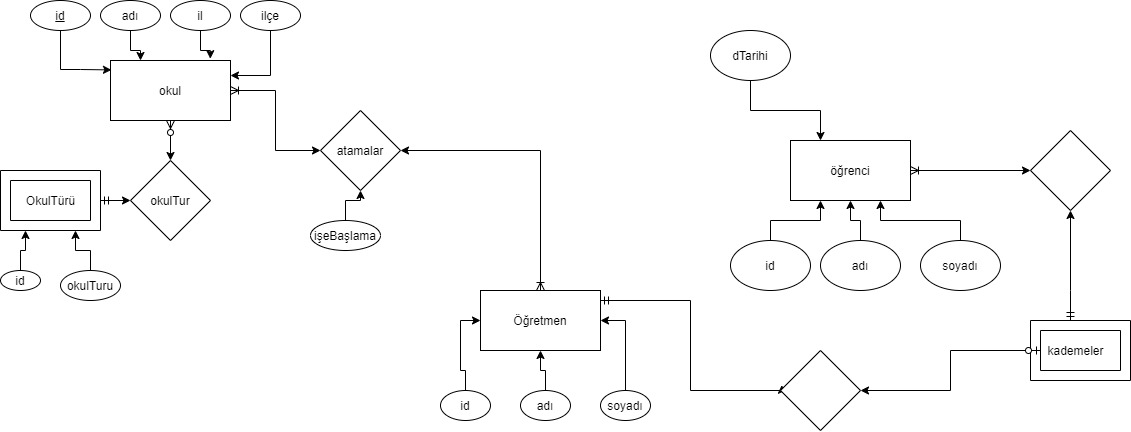 id
adı
il
ilçe
okul
dTarihi
atamalar
öğrenci
OkulTürü
okulTur
işeBaşlama
id
okulTuru
id
adı
soyadı
Öğretmen
kademeler
id
adı
soyadı